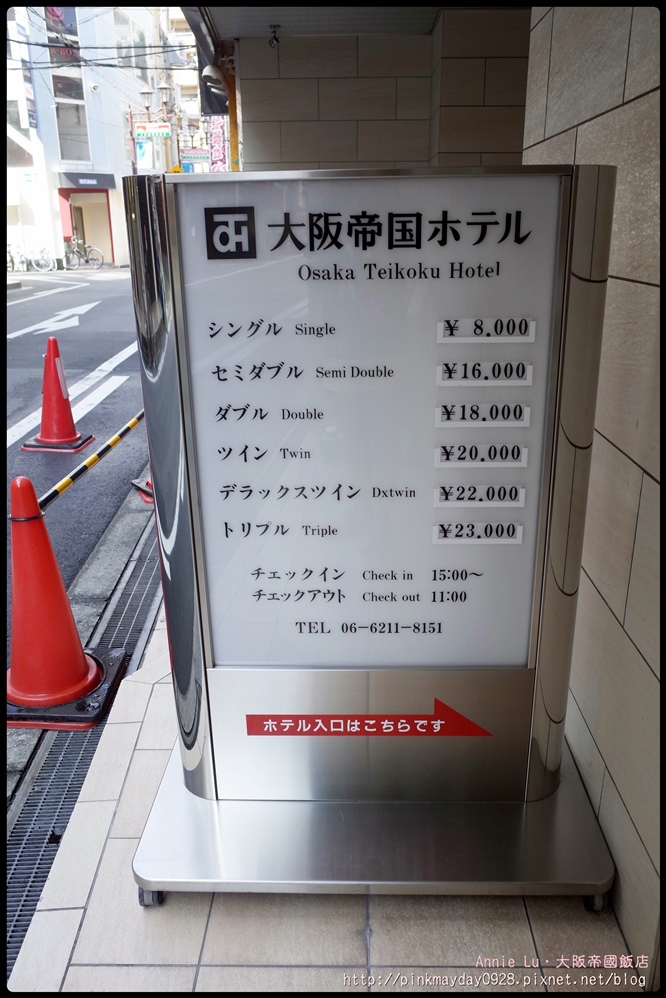 大阪帝国ホテル
Osaka Teikoku Hotel
シングル Single ¥ 8.000
セミダブル Semi Double ¥16.000
ダブル Double ¥18.000
ツイン Twin ¥20.000
デラックスツイン Dxtwin ¥22.000
トリプル Triple ¥23.000
チェックイン Check in 15:00〜
チェックアウト Check out 11:00
TEL 06-6211-8151
ホテル入口はこちらです
Annie Lu・大阪帝國飯店
http://pinkmayday0928.pixnet.net/blog